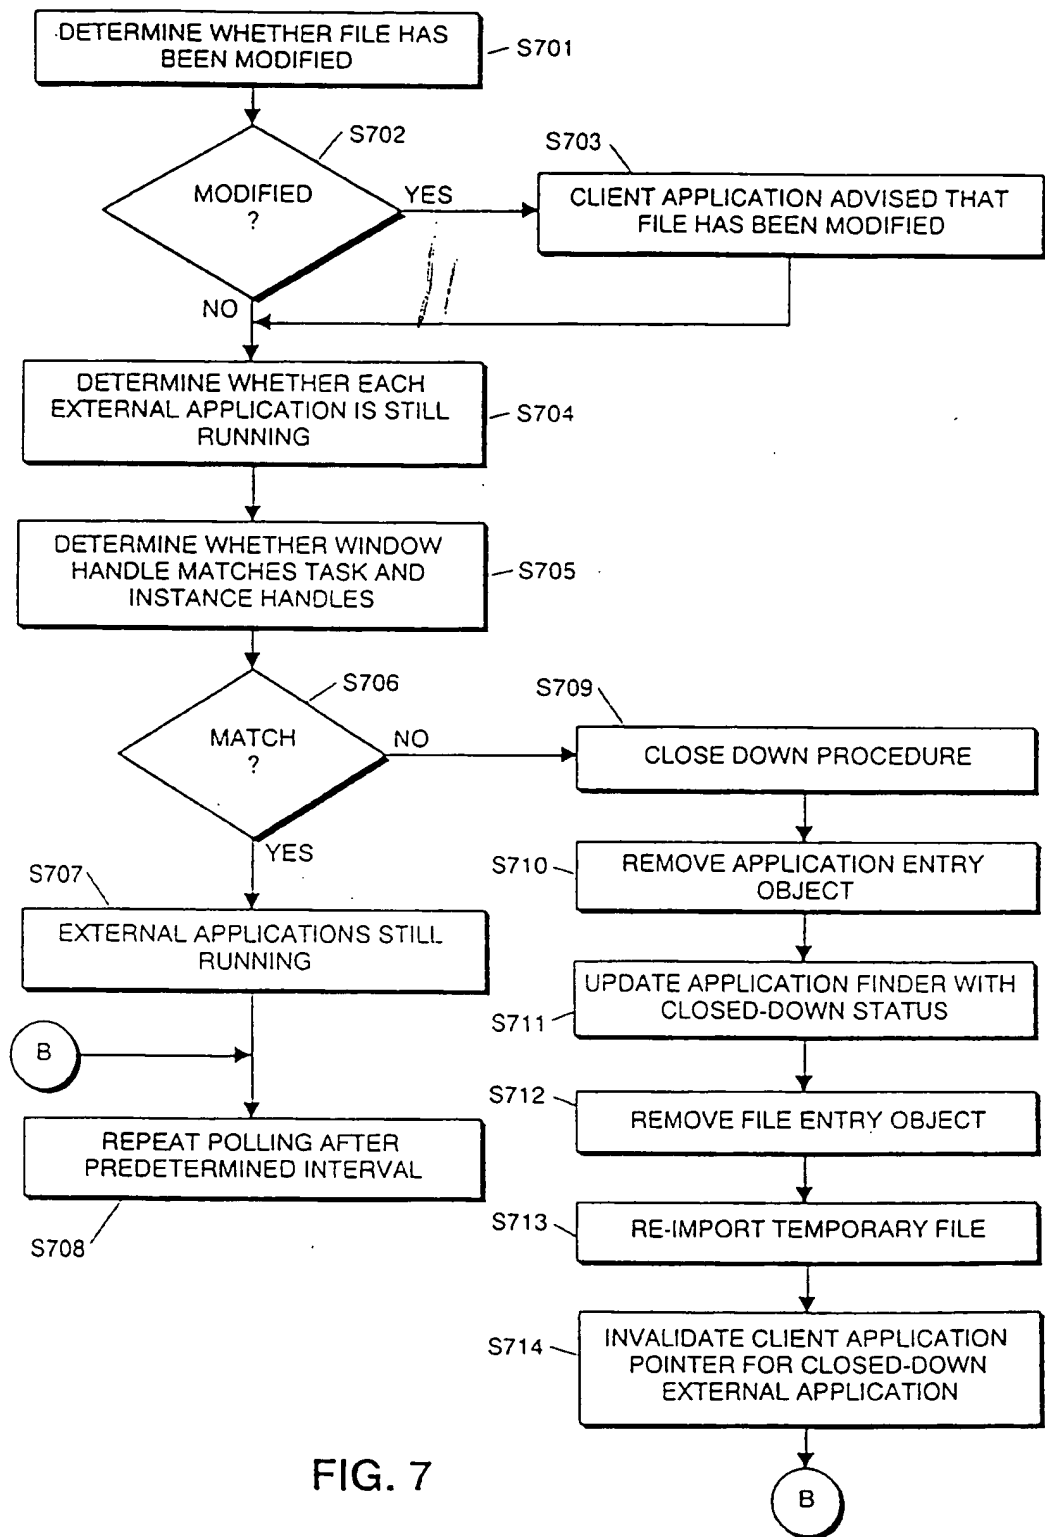 DETERMINE WHETHER FILE HAS
BEEN MODIFIED
S701
S702
MODIFIED
?
YES
NO
S703
CLIENT APPLICATION ADVISED THAT
FILE HAS BEEN MODIFIED
DETERMINE WHETHER EACH
EXTERNAL APPLICATION IS STILL
RUNNING
S704
DETERMINE WHETHER WINDOW
HANDLE MATCHES TASK AND
INSTANCE HANDLES
S705
S706
MATCH
?
NO
YES
S707
EXTERNAL APPLICATIONS STILL
RUNNING
B
REPEAT POLLING AFTER
PREDETERMINED INTERVAL
S708
S709
CLOSE DOWN PROCEDURE
S710
REMOVE APPLICATION ENTRY
OBJECT
S711
UPDATE APPLICATION FINDER WITH
CLOSED-DOWN STATUS
S712
REMOVE FILE ENTRY OBJECT
S713
RE-IMPORT TEMPORARY FILE
S714
INVALIDATE CLIENT APPLICATION
POINTER FOR CLOSED-DOWN
EXTERNAL APPLICATION
B
FIG. 7